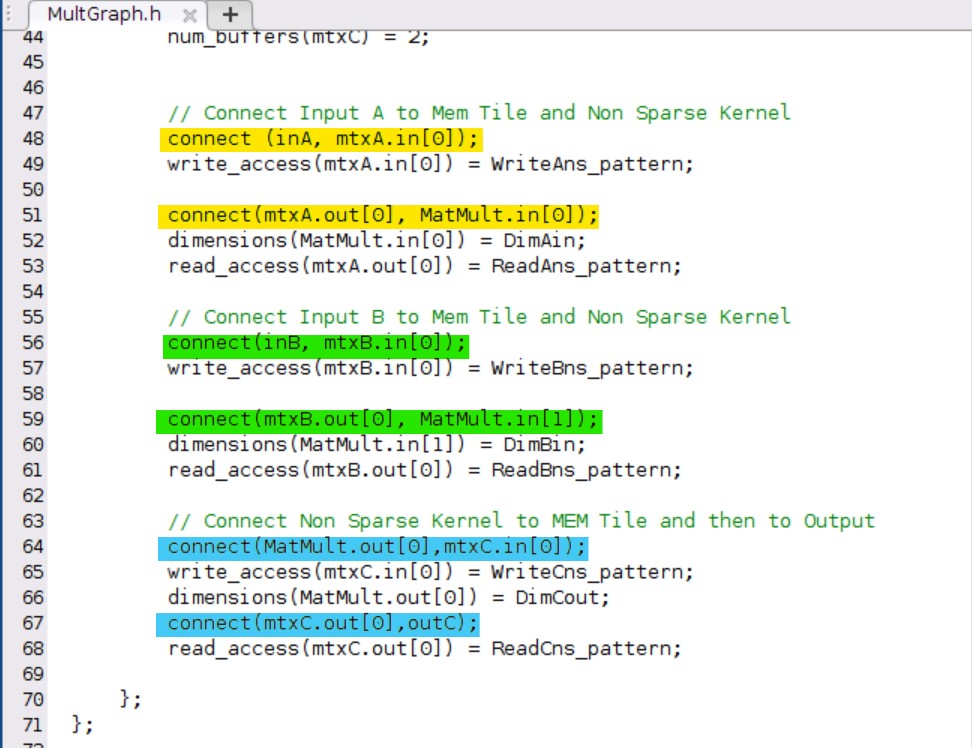 MultGraph.h × +
44 num_buffers(mtxC) = 2;
45
46
47 // Connect Input A to Mem Tile and Non Sparse Kernel
48 connect (inA, mtxA.in[0]);
49 write_access(mtxA.in[0]) = WriteAns_pattern;
50
51 connect(mtxA.out[0], MatMult.in[0]);
52 dimensions(MatMult.in[0]) = DimAin;
53 read_access(mtxA.out[0]) = ReadAns_pattern;
54
55 // Connect Input B to Mem Tile and Non Sparse Kernel
56 connect(inB, mtxB.in[0]);
57 write_access(mtxB.in[0]) = WriteBns_pattern;
58
59 connect(mtxB.out[0], MatMult.in[1]);
60 dimensions(MatMult.in[1]) = DimBin;
61 read_access(mtxB.out[0]) = ReadBns_pattern;
62
63 // Connect Non Sparse Kernel to MEM Tile and then to Output
64 connect(MatMult.out[0],mtxC.in[0]);
65 write_access(mtxC.in[0]) = WriteCns_pattern;
66 dimensions(MatMult.out[0]) = DimCout;
67 connect(mtxC.out[0],outC);
68 read_access(mtxC.out[0]) = ReadCns_pattern;
69
70 };
71 };